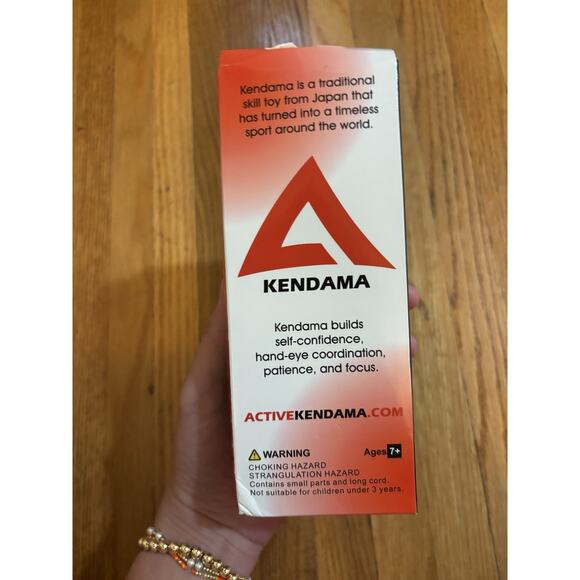 Kendama is a traditional
skill toy from Japan that
has turned into a timeless
sport around the world.
KENDAMA
Kendama builds
self-confidence,
hand-eye coordination,
patience, and focus.
ACTIVEKENDAMA.COM
WARNING Ages 7+
CHOKING HAZARD
STRANGULATION HAZARD
Contains small parts and long cord.
Not suitable for children under 3 years.